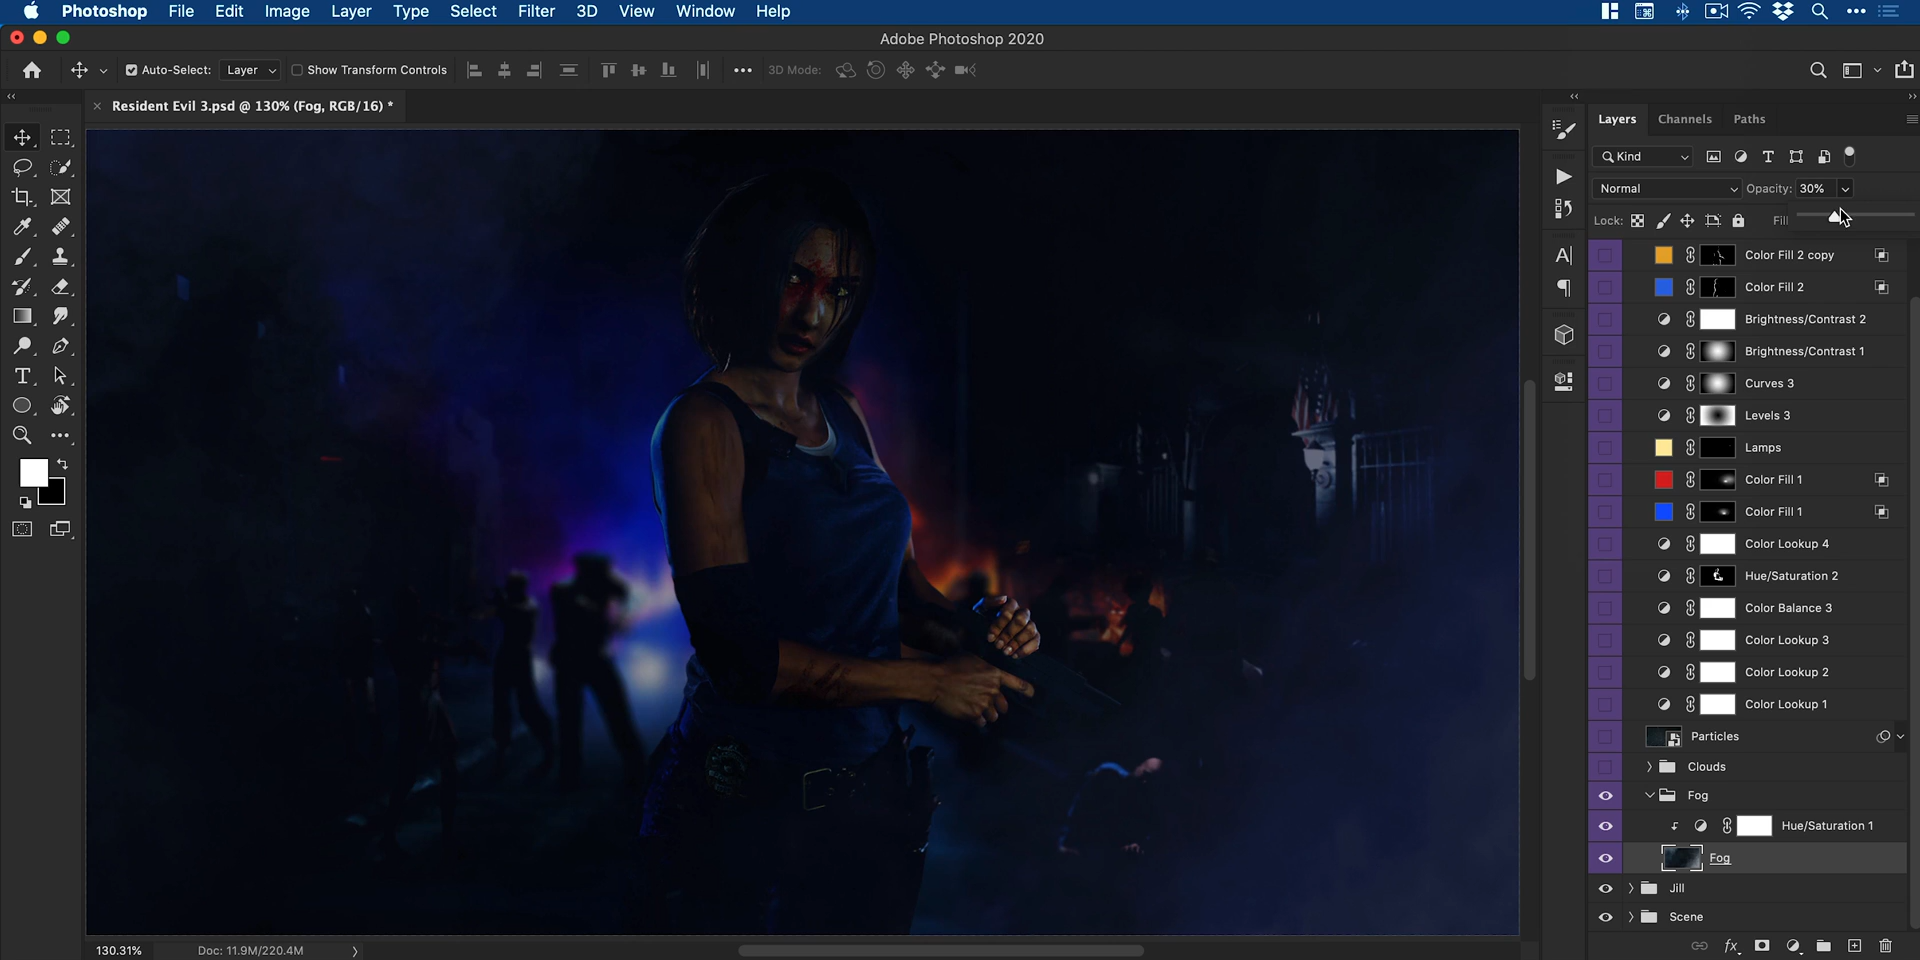 Photoshop File Edit Image Layer Type Select Filter 3D View Window Help
Adobe Photoshop 2020
Auto-Select: Layer Show Transform Controls 3D Mode:
Resident Evil 3.psd @ 130% (Fog, RGB/16) *
Layers Channels Paths
Kind
Normal Opacity: 30%
Lock: Fill
Color Fill 2 copy
Color Fill 2
Brightness/Contrast 2
Brightness/Contrast 1
Curves 3
Levels 3
Lamps
Color Fill 1
Color Fill 1
Color Lookup 4
Hue/Saturation 2
Color Balance 3
Color Lookup 3
Color Lookup 2
Color Lookup 1
Particles
Clouds
Fog
Hue/Saturation 1
Fog
Jill
Scene
130.31% Doc: 11.9M/220.4M